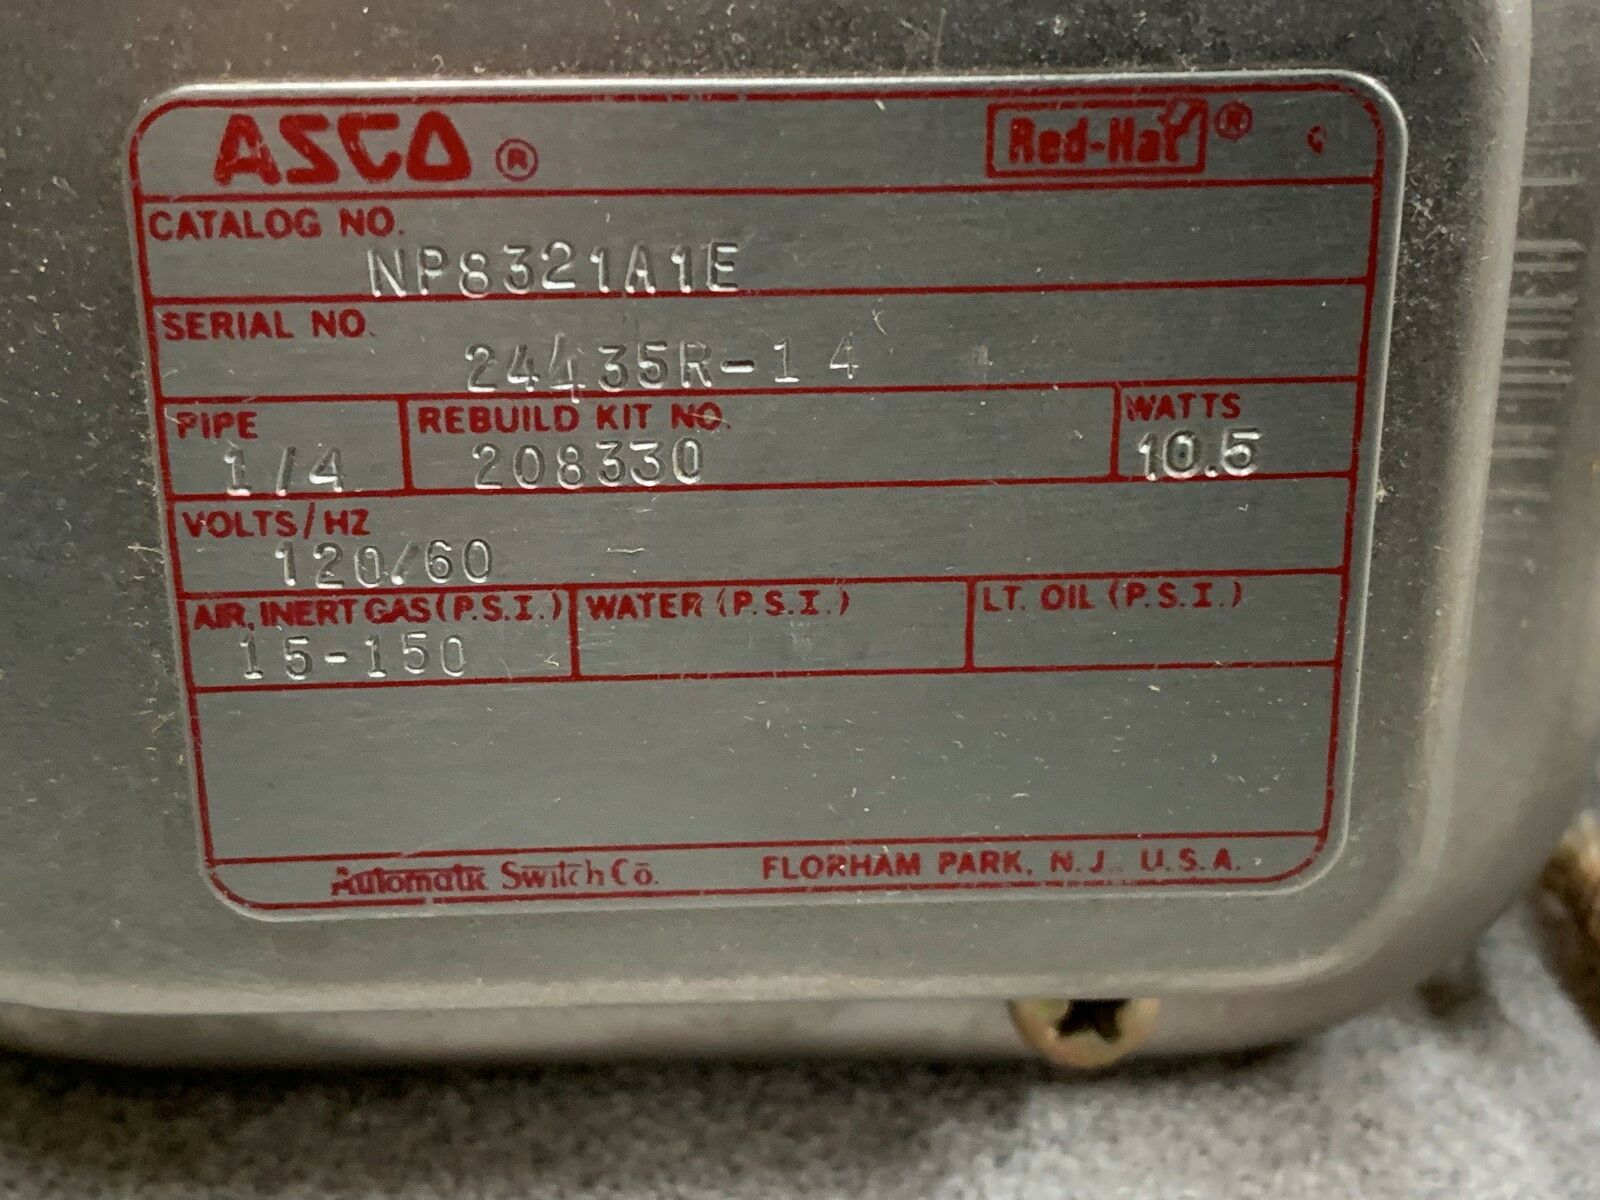 ASCO ® Red-Hat ®
CATALOG NO.
NP8321A1E
SERIAL NO.
24435R-14
PIPE REBUILD KIT NO. WATTS
1/4 208330 10.5
VOLTS/HZ
120/60
AIR, INERT GAS (P.S.I.) WATER (P.S.I.) LT. OIL (P.S.I.)
15-150
Automatic Switch Co. FLORHAM PARK, N.J. U.S.A.